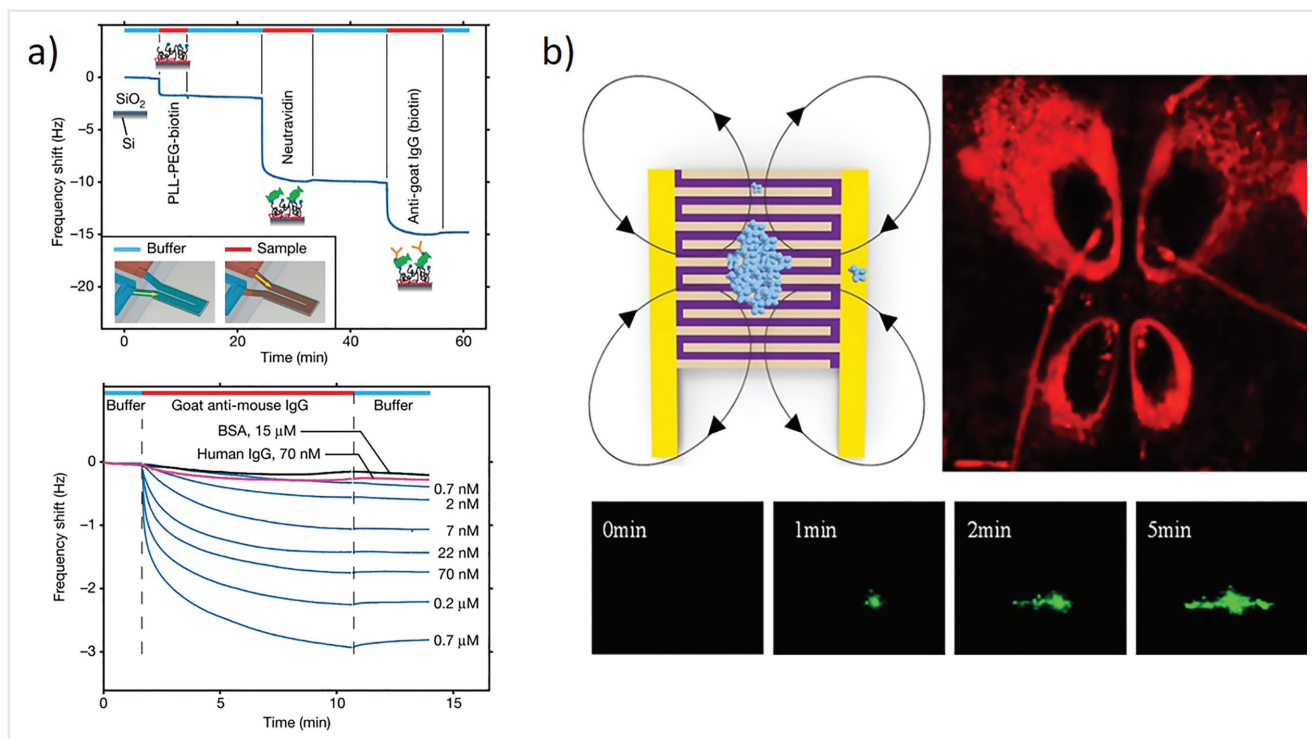 a)
0
−5
−10
−15
−20
Frequency shift (Hz)
SiO2
Si
PLL-PEG-biotin
Neutravidin
Anti-goat IgG (biotin)
Buffer
Sample
0
20
40
60
Time (min)
Buffer
Goat anti-mouse IgG
Buffer
BSA, 15 μM
Human IgG, 70 nM
0
−1
−2
−3
Frequency shift (Hz)
0.7 nM
2 nM
7 nM
22 nM
70 nM
0.2 μM
0.7 μM
0
5
10
15
Time (min)
b)
0min
1min
2min
5min